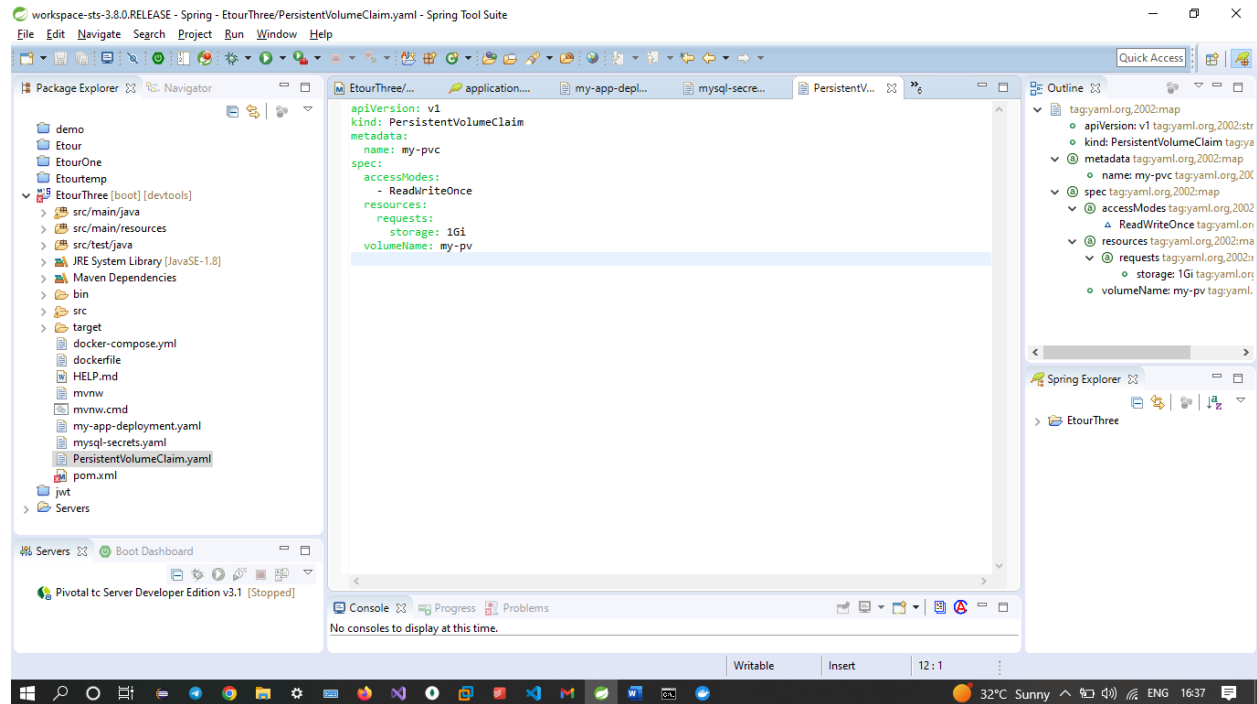 workspace-sts-3.8.0.RELEASE - Spring - EtourThree/PersistentVolumeClaim.yaml - Spring Tool Suite
File Edit Navigate Search Project Run Window Help
Quick Access
Package Explorer Navigator
demo
Etour
EtourOne
Etourtemp
EtourThree [boot] [devtools]
src/main/java
src/main/resources
src/test/java
JRE System Library [JavaSE-1.8]
Maven Dependencies
bin
src
target
docker-compose.yml
dockerfile
HELP.md
mvnw
mvnw.cmd
my-app-deployment.yaml
mysql-secrets.yaml
PersistentVolumeClaim.yaml
pom.xml
jwt
Servers
Servers Boot Dashboard
Pivotal tc Server Developer Edition v3.1 [Stopped]
EtourThree/... application.... my-app-depl... mysql-secre... PersistentV... »6
apiVersion: v1
kind: PersistentVolumeClaim
metadata:
  name: my-pvc
spec:
  accessModes:
    - ReadWriteOnce
  resources:
    requests:
      storage: 1Gi
  volumeName: my-pv
Console Progress Problems
No consoles to display at this time.
Outline
tag:yaml.org,2002:map
apiVersion: v1 tag:yaml.org,2002:str
kind: PersistentVolumeClaim tag:ya
metadata tag:yaml.org,2002:map
name: my-pvc tag:yaml.org,200
spec tag:yaml.org,2002:map
accessModes tag:yaml.org,2002
ReadWriteOnce tag:yaml.or
resources tag:yaml.org,2002:ma
requests tag:yaml.org,2002:
storage: 1Gi tag:yaml.org
volumeName: my-pv tag:yaml.
Spring Explorer
EtourThree
Writable Insert 12 : 1
32°C Sunny ENG 16:37